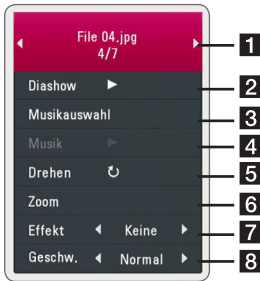 File 04.jpg
4/7
1
Diashow
2
Musikauswahl
3
Musik
4
Drehen
5
Zoom
6
Effekt Keine
7
Geschw. Normal
8